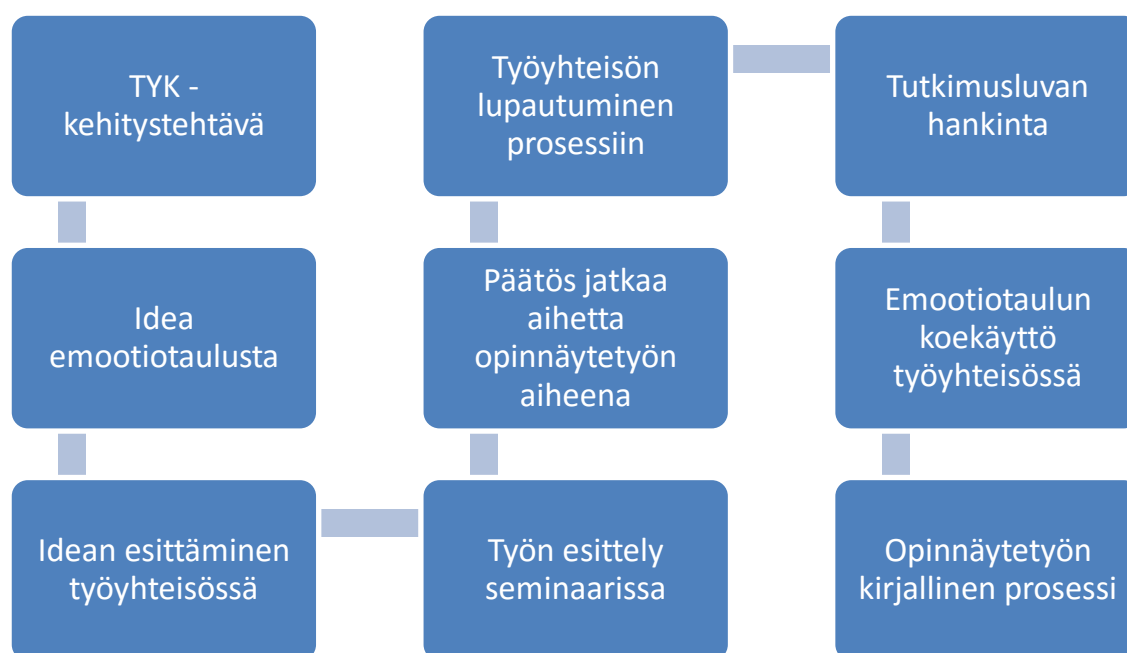 TYK -
kehitystehtävä
Idea
emootiotaulusta
Idean esittäminen
työyhteisössä
Työn esittely
seminaarissa
Päätös jatkaa
aihetta
opinnäytetyön
aiheena
Työyhteisön
lupautuminen
prosessiin
Tutkimusluvan
hankinta
Emootiotaulun
koekäyttö
työyhteisössä
Opinnäytetyön
kirjallinen prosessi